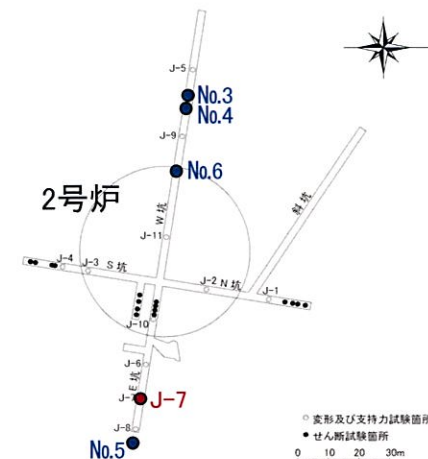 J-5
No.3
No.4
J-9
No.6
2号炉
W坑
斜坑
J-11
J-4
J-3
S坑
J-2
N坑
J-1
J-10
J-6
E坑
J-7
J-7
J-8
No.5
○ 変形及び支持力試験箇所
● せん断試験箇所
0 10 20 30m